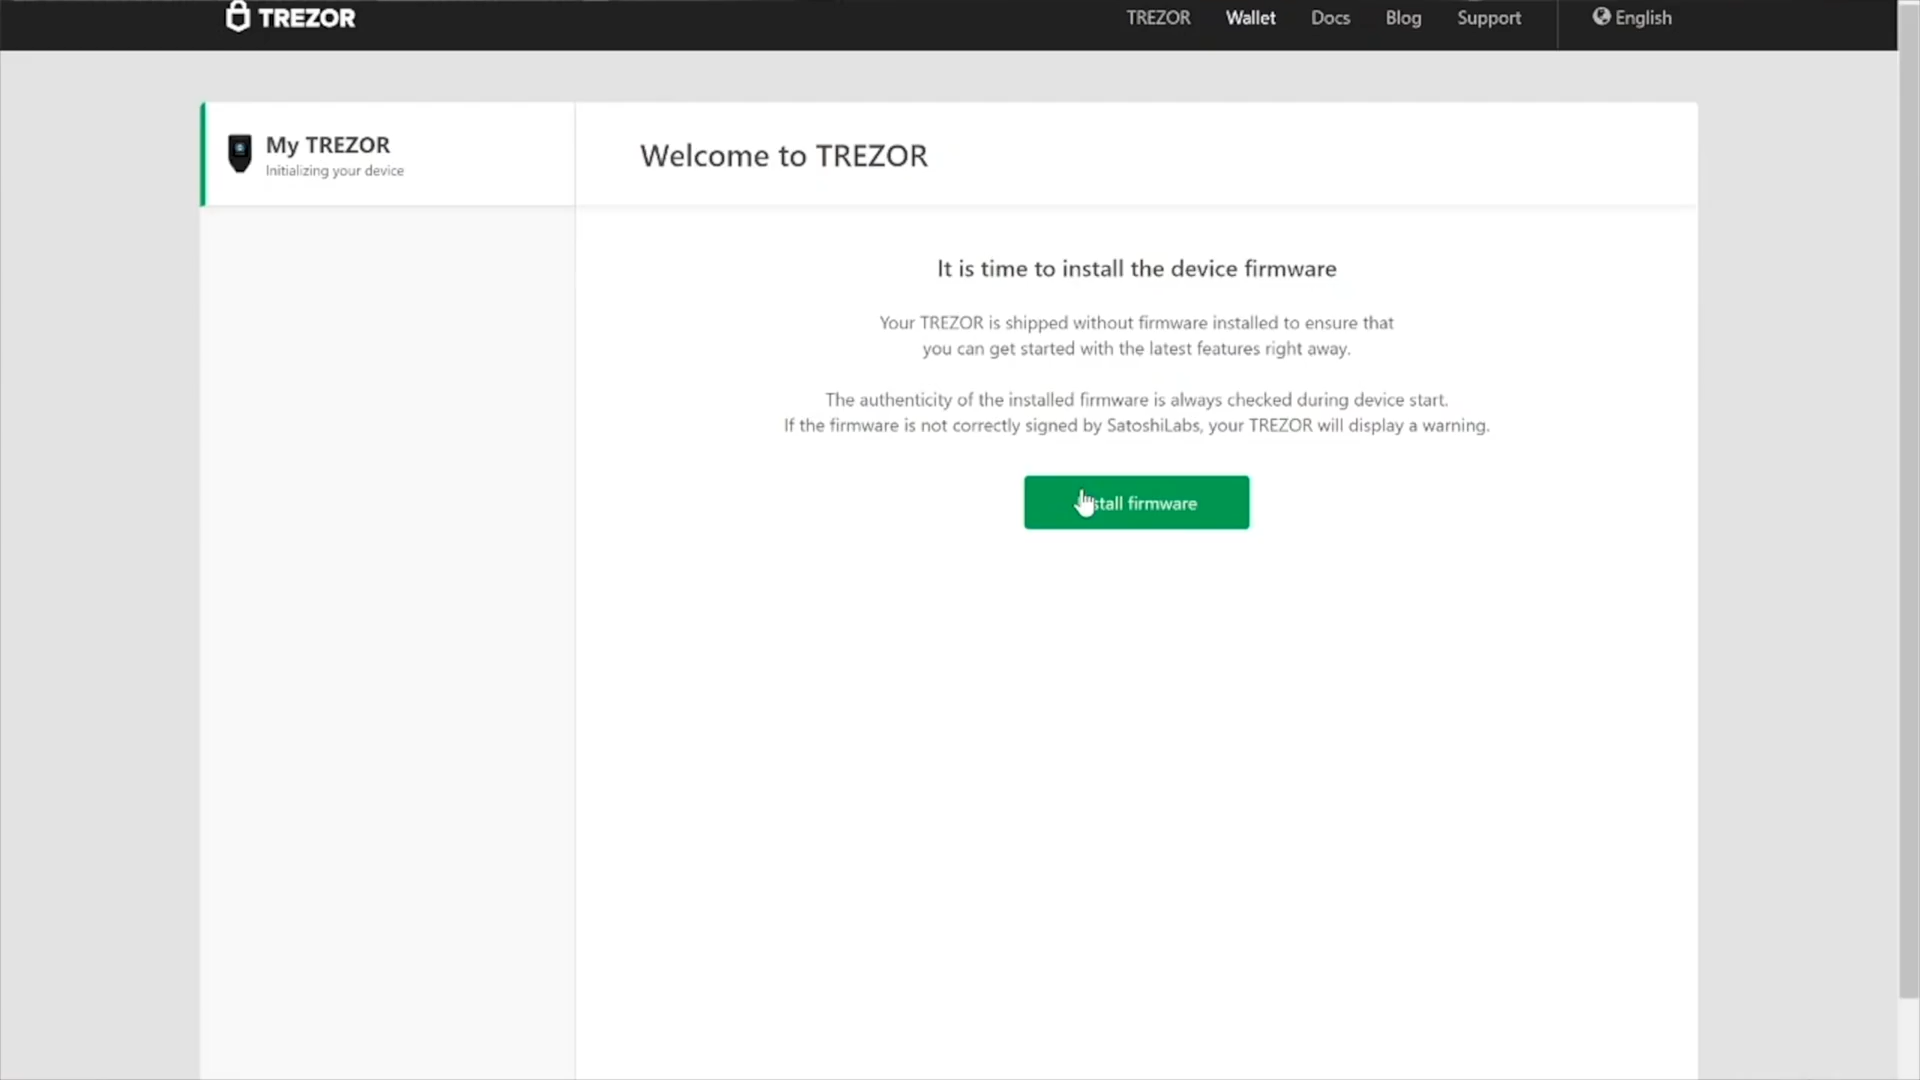 TREZOR
TREZOR Wallet Docs Blog Support English
My TREZOR
Initializing your device
Welcome to TREZOR
It is time to install the device firmware
Your TREZOR is shipped without firmware installed to ensure that
you can get started with the latest features right away.
The authenticity of the installed firmware is always checked during device start.
If the firmware is not correctly signed by SatoshiLabs, your TREZOR will display a warning.
stall firmware